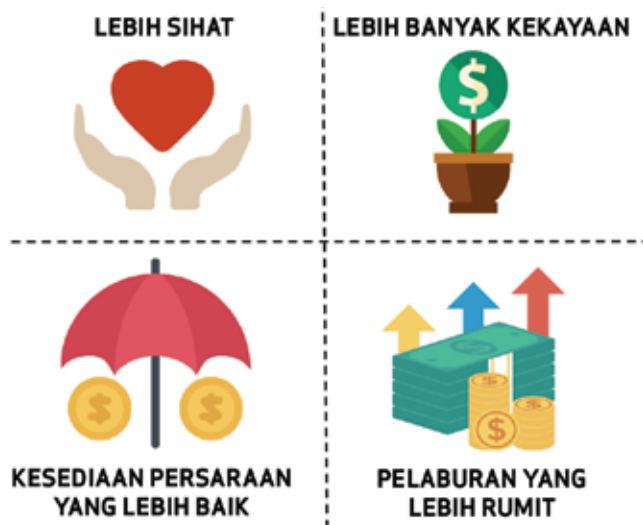 LEBIH SIHAT
LEBIH BANYAK KEKAYAAN
$
$ $
$
$
$
KESEDIAAN PERSARAAN
YANG LEBIH BAIK
PELABURAN YANG
LEBIH RUMIT